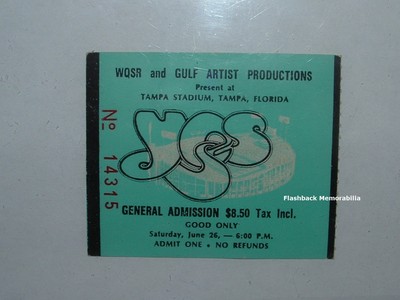 WQSR and GULF ARTIST PRODUCTIONS
Present at
TAMPA STADIUM, TAMPA, FLORIDA
No 14315
YES
Flashback Memorabilia
GENERAL ADMISSION $8.50 Tax Incl.
GOOD ONLY
Saturday, June 26, — 6:00 P.M.
ADMIT ONE + NO REFUNDS